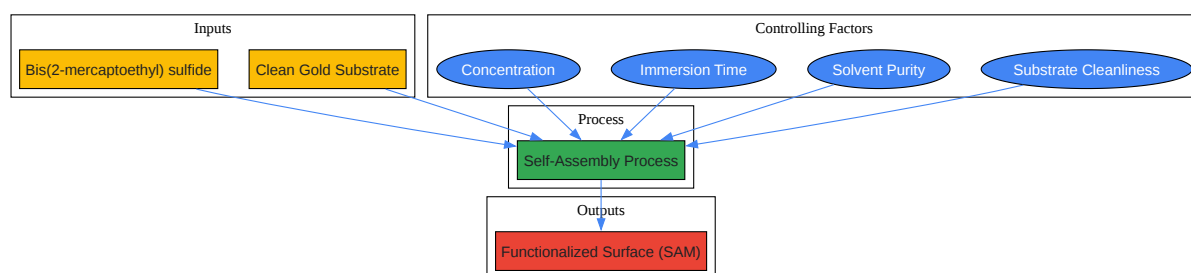 Inputs
Controlling Factors
Bis(2-mercaptoethyl) sulfide
Clean Gold Substrate
Concentration
Immersion Time
Solvent Purity
Substrate Cleanliness
Process
Self-Assembly Process
Outputs
Functionalized Surface (SAM)